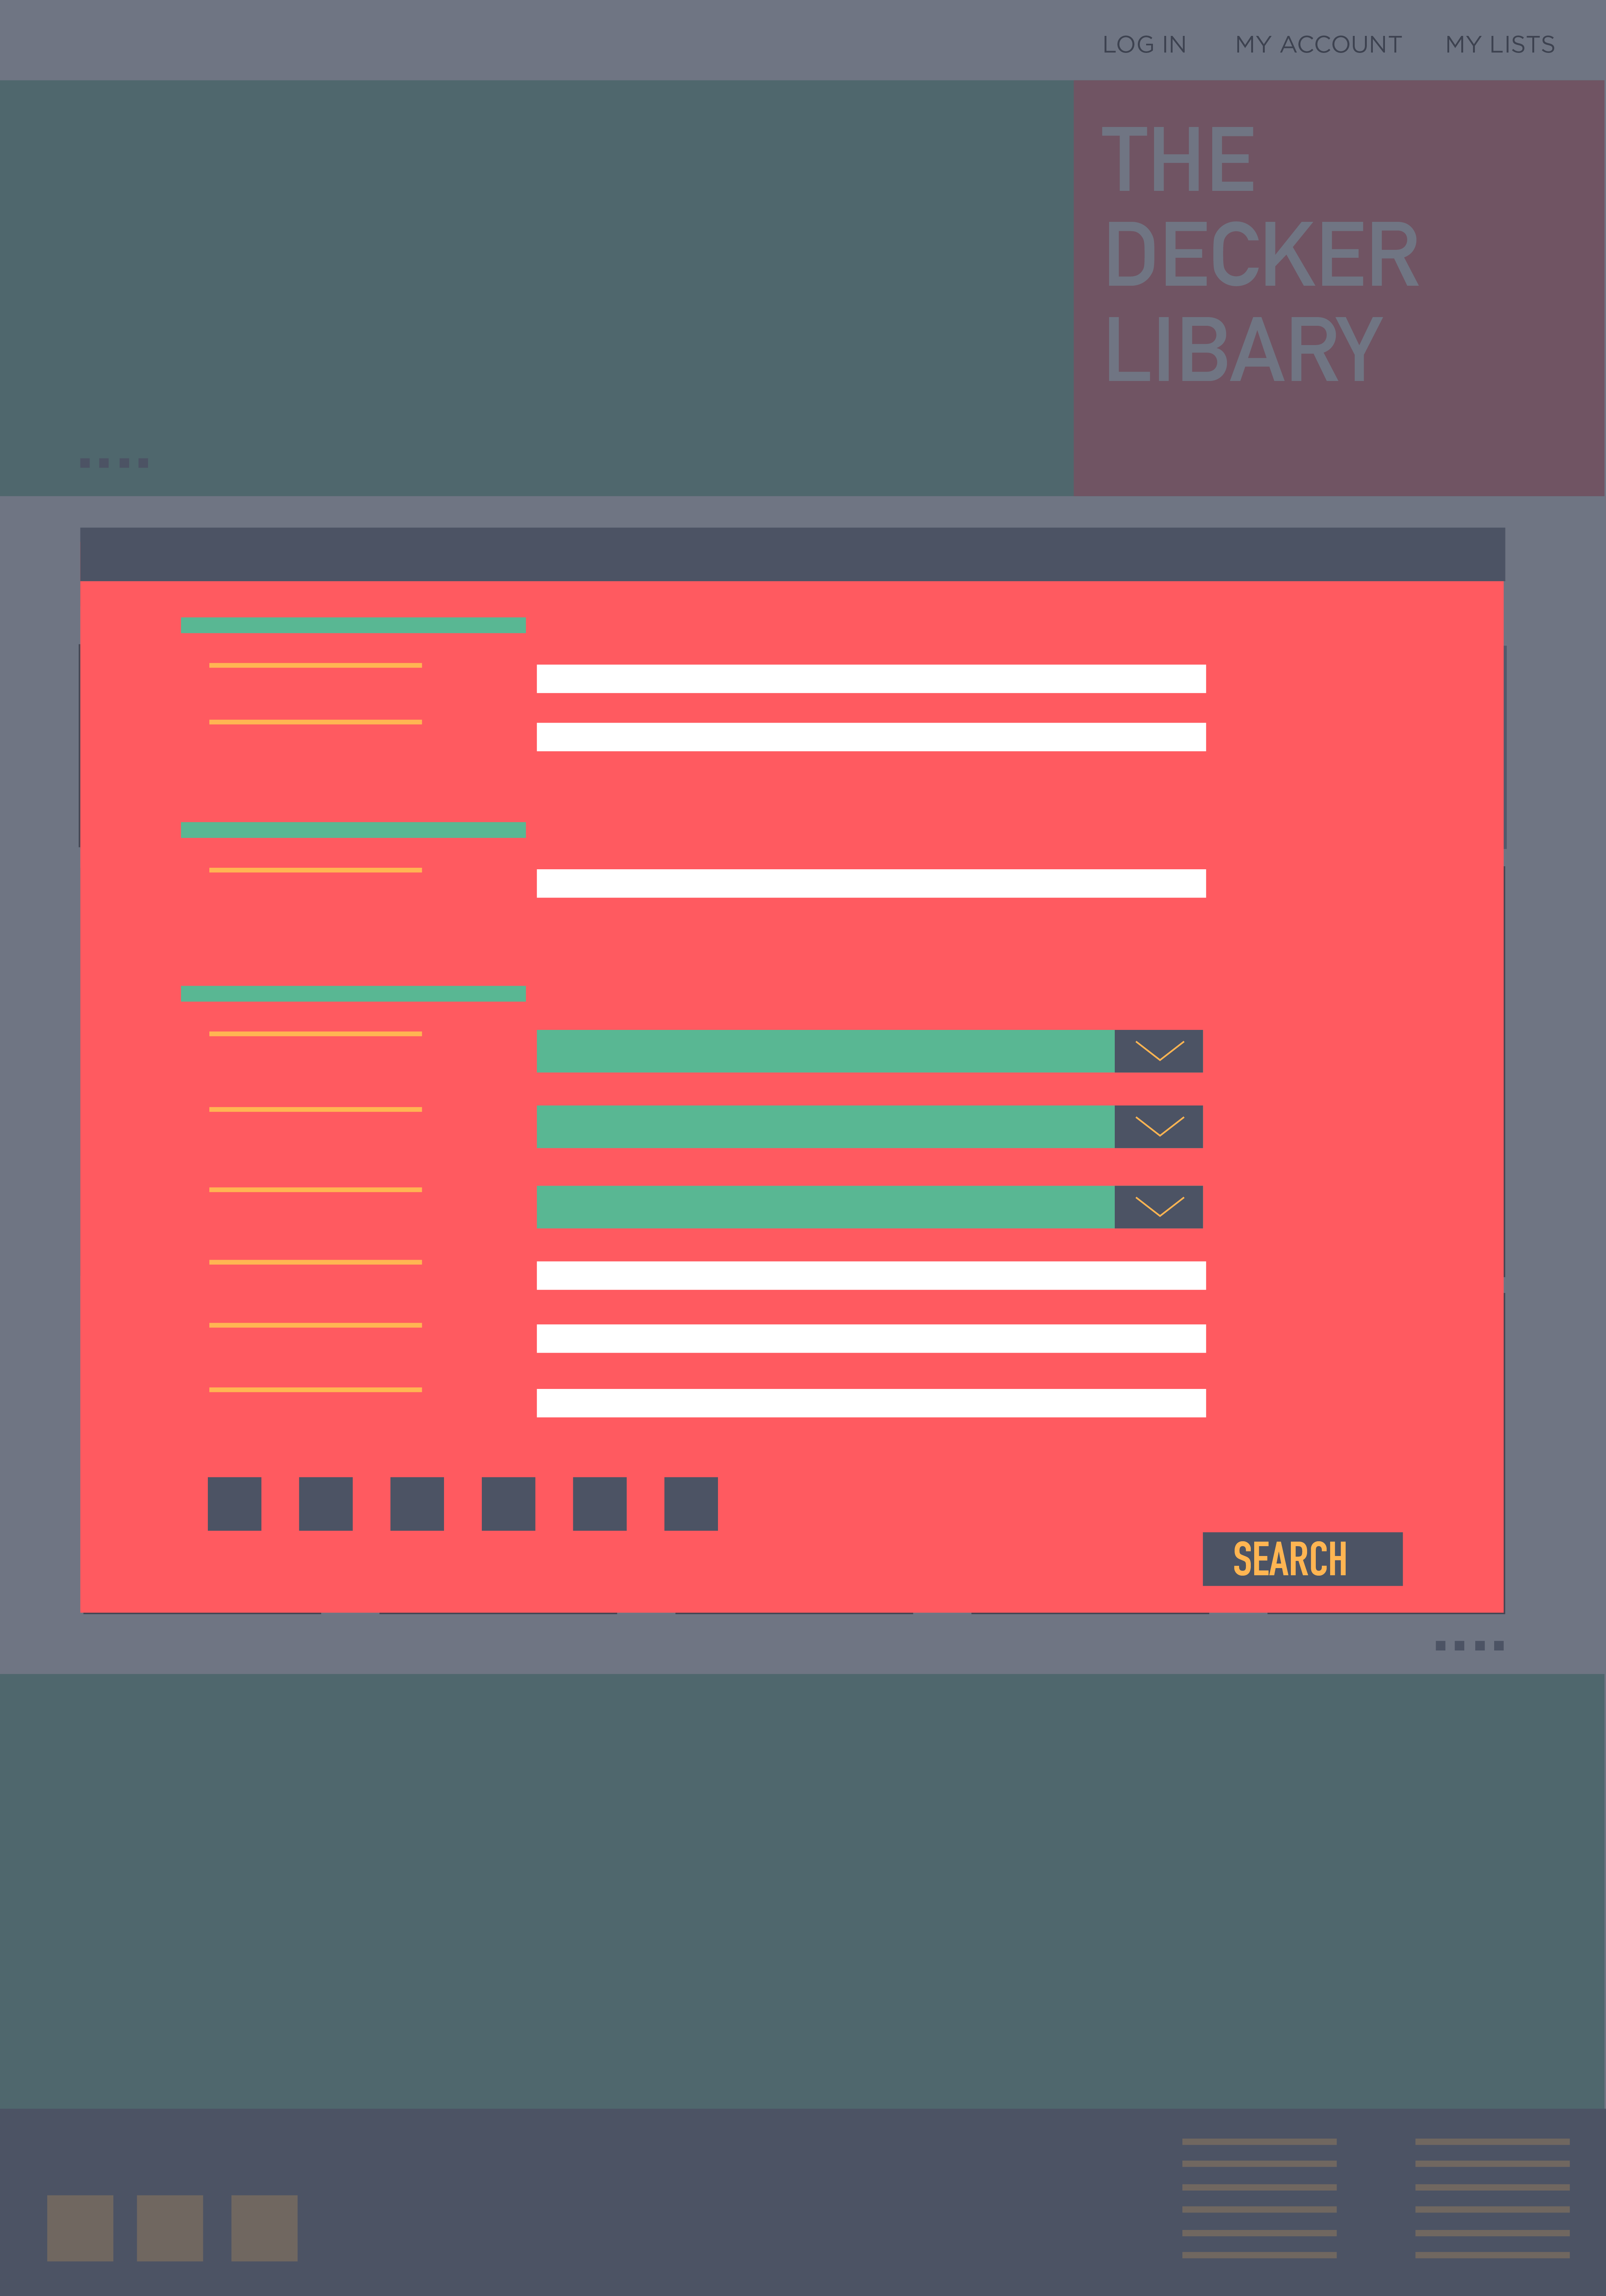 LOG IN MY ACCOUNT MY LISTS
THE
DECKER
LIBARY
SEARCH